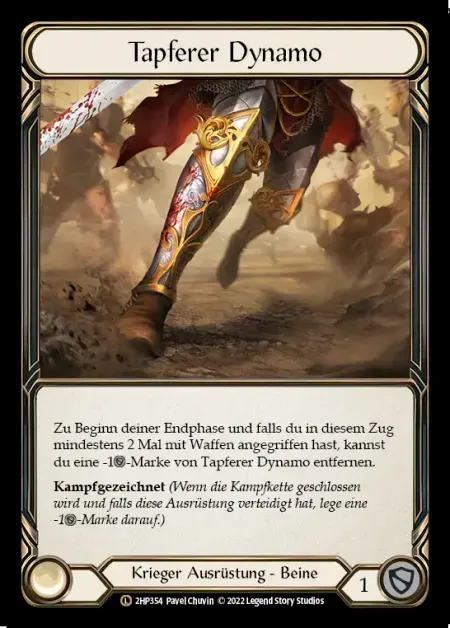 Tapferer Dynamo
Zu Beginn deiner Endphase und falls du in diesem Zug
mindestens 2 Mal mit Waffen angegriffen hast, kannst
du eine -1-Marke von Tapferer Dynamo entfernen.
Kampfgezeichnet (Wenn die Kampfkette geschlossen
wird und falls diese Ausrüstung verteidigt hat, lege eine
-1-Marke darauf.)
Krieger Ausrüstung - Beine
1
L 2HP354 Pavel Chuvin © 2022 Legend Story Studios